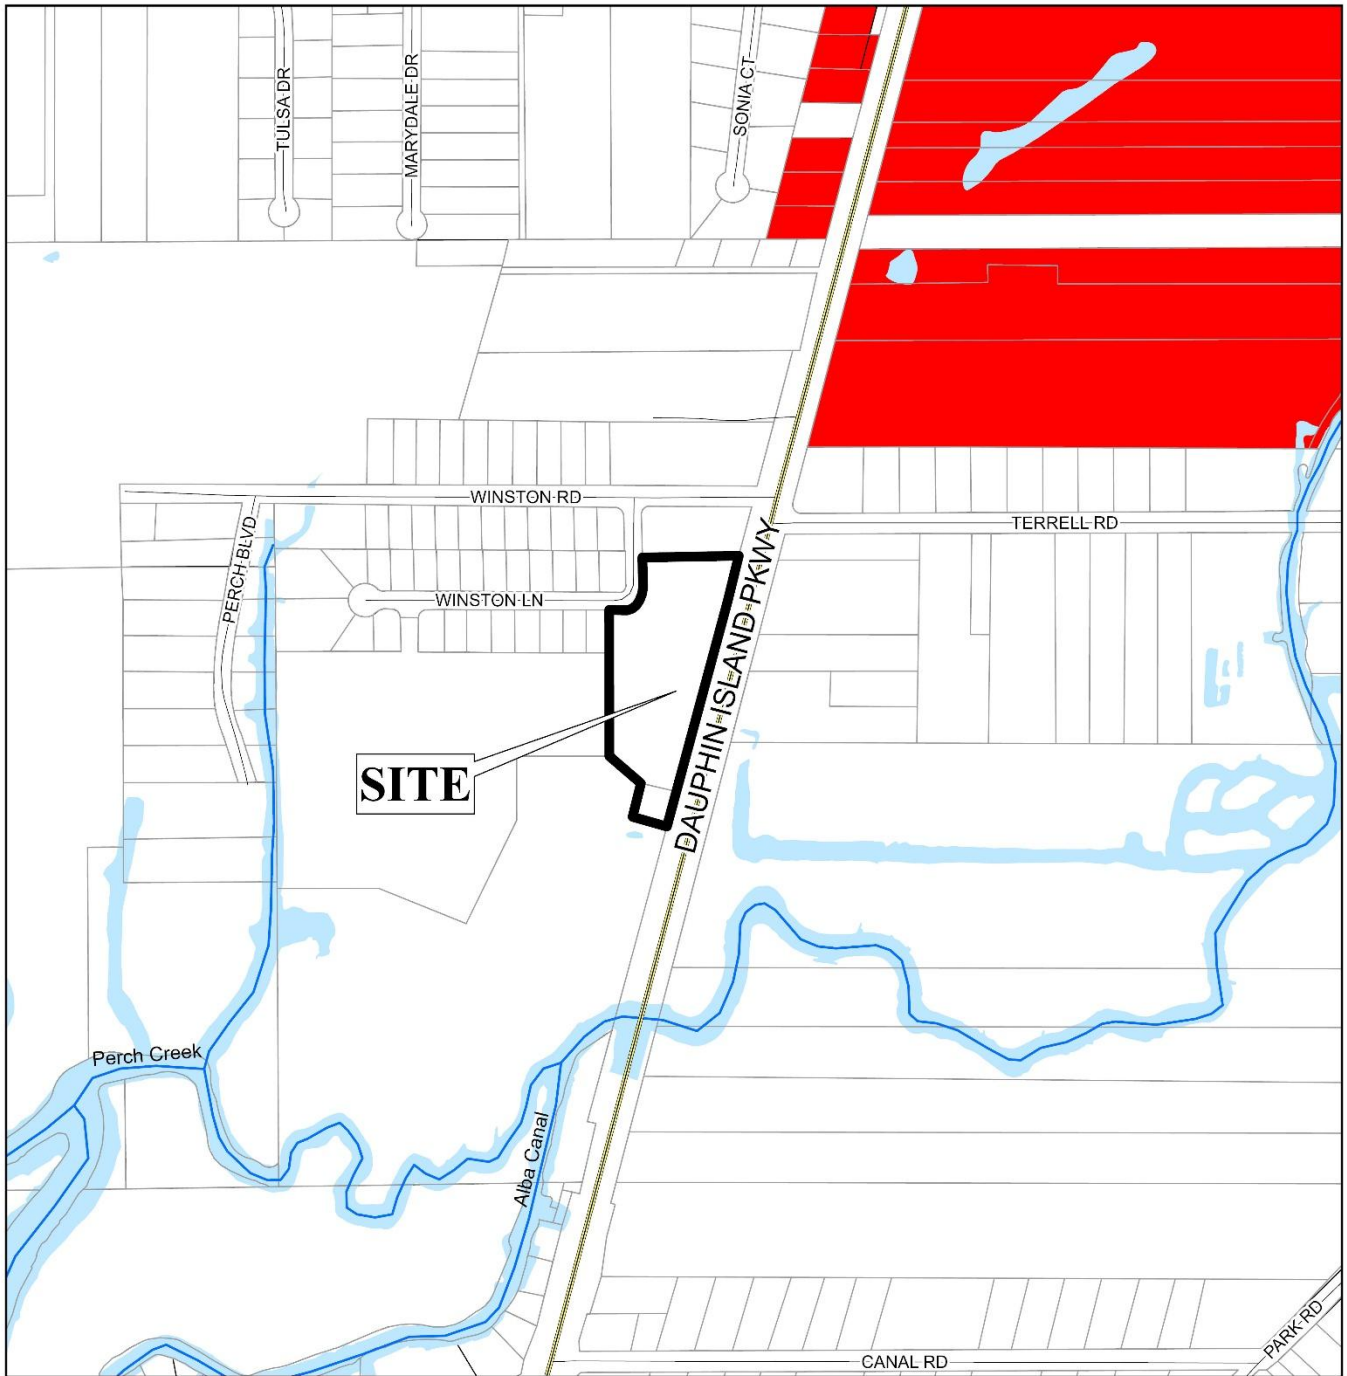 TULSA DR
MARYDALE DR
SONIA CT
WINSTON RD
TERRELL RD
PERCH BLVD
WINSTON LN
DAUPHIN ISLAND PKWY
SITE
Perch Creek
Alba Canal
PARK RD
CANAL RD